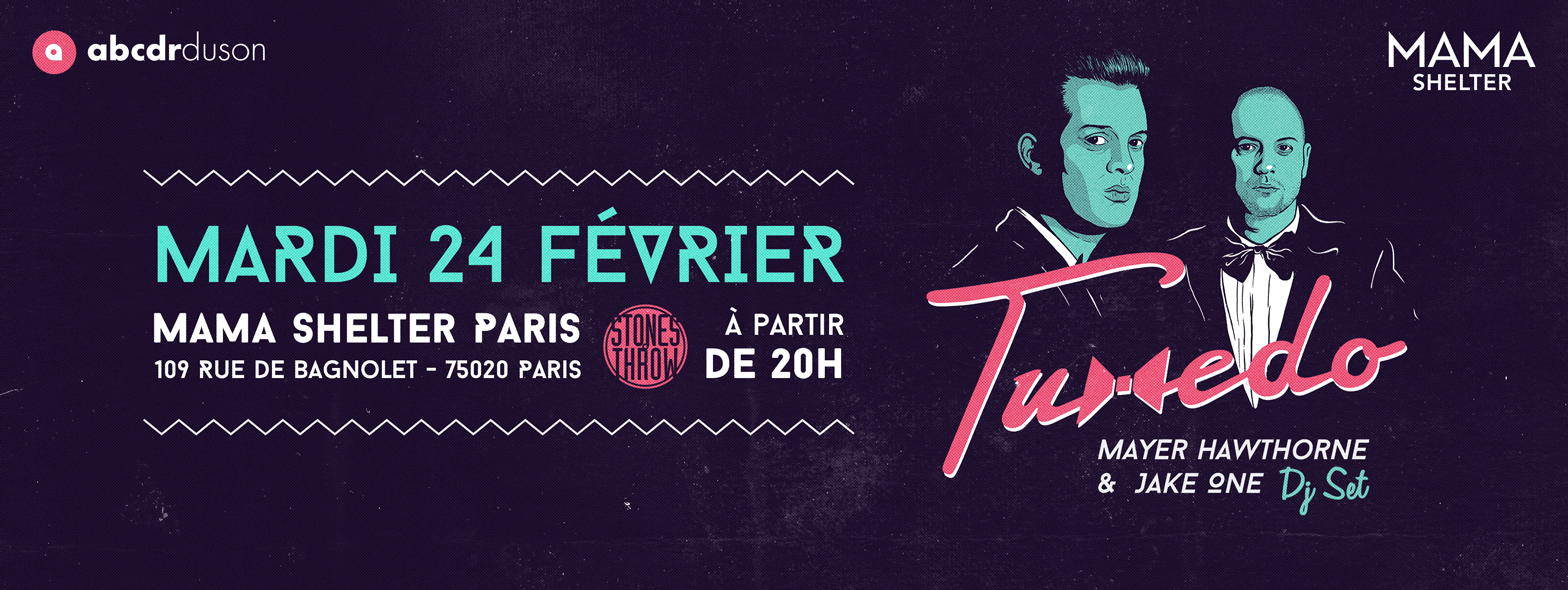 abcdrduson
MAMA
SHELTER
MARDI 24 FÉVRIER
MAMA SHELTER PARIS
109 RUE DE BAGNOLET - 75020 PARIS
STONES
THROW
À PARTIR
DE 20H
Tuxedo
MAYER HAWTHORNE
& JAKE ONE Dj Set